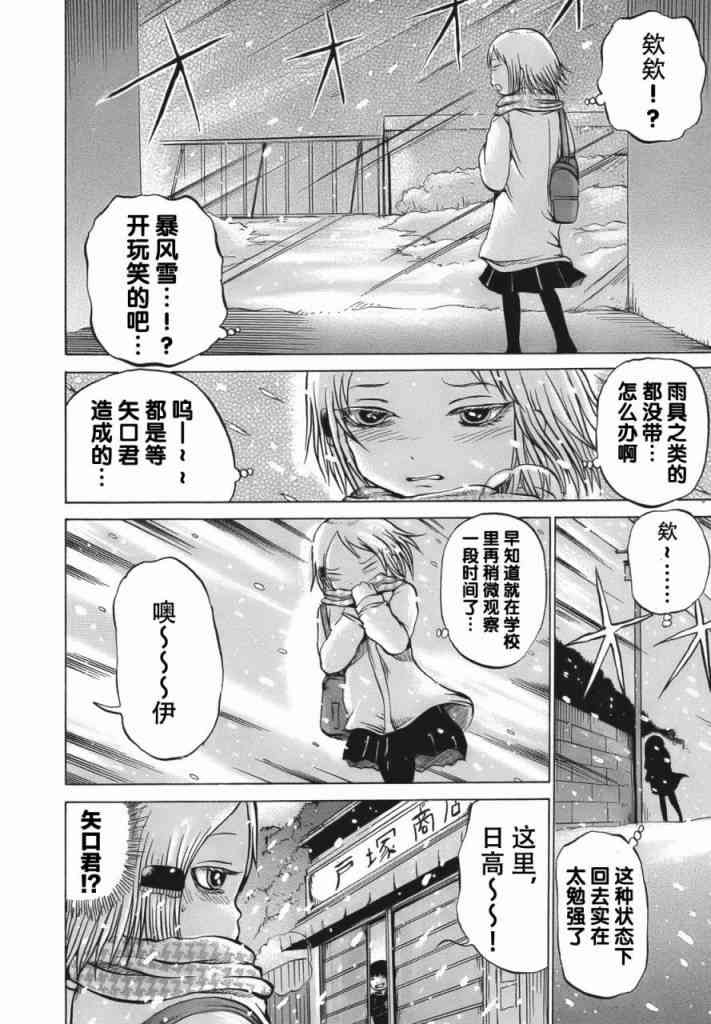 欸欸
！？
暴风雪…！？
开玩笑的吧…
雨具之类的
都没带…
怎么办啊
呜ー~~
都是等
矢口君
造成的…
欸
~……
这种状态下
回去实在
太勉强了
早知道就在学校
里再稍微观察
一段时间了…
噢～～～伊
这里，
日高～～！
戸塚商店
矢口君!?